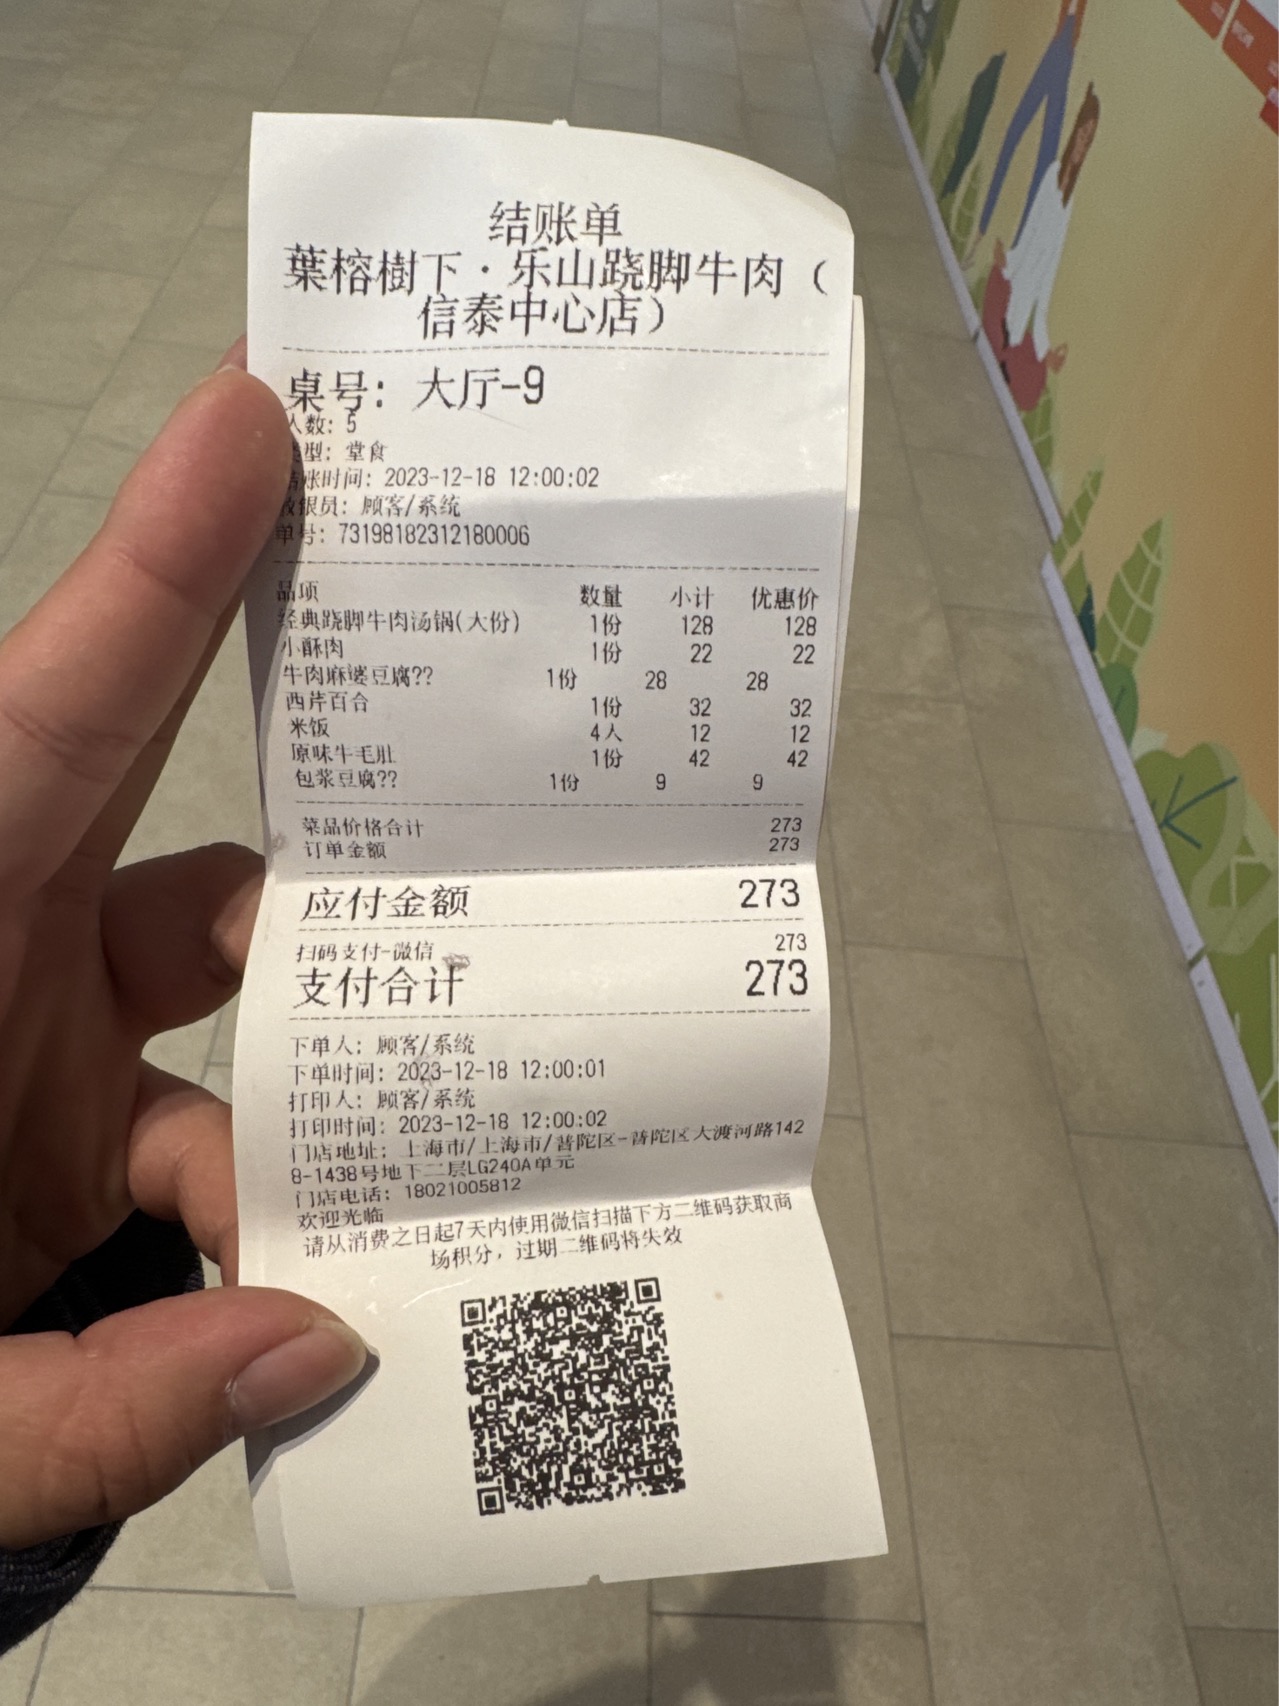 结账单
葉榕樹下·乐山跷脚牛肉（
信泰中心店）
桌号：大厅-9
人数：5
类型：堂食
结账时间：2023-12-18 12:00:02
收银员：顾客/系统
单号：73198182312180006
品项 数量 小计 优惠价
经典跷脚牛肉汤锅(大份) 1份 128 128
小酥肉 1份 22 22
牛肉麻婆豆腐?? 1份 28 28
西芹百合 1份 32 32
米饭 4人 12 12
原味牛毛肚 1份 42 42
包浆豆腐?? 1份 9 9
菜品价格合计 273
订单金额 273
应付金额 273
扫码支付-微信 273
支付合计 273
下单人：顾客/系统
下单时间：2023-12-18 12:00:01
打印人：顾客/系统
打印时间：2023-12-18 12:00:02
门店地址：上海市/上海市/普陀区-普陀区大渡河路142
8-1438号地下二层LG240A单元
门店电话：18021005812
欢迎光临
请从消费之日起7天内使用微信扫描下方二维码获取商
场积分，过期二维码将失效